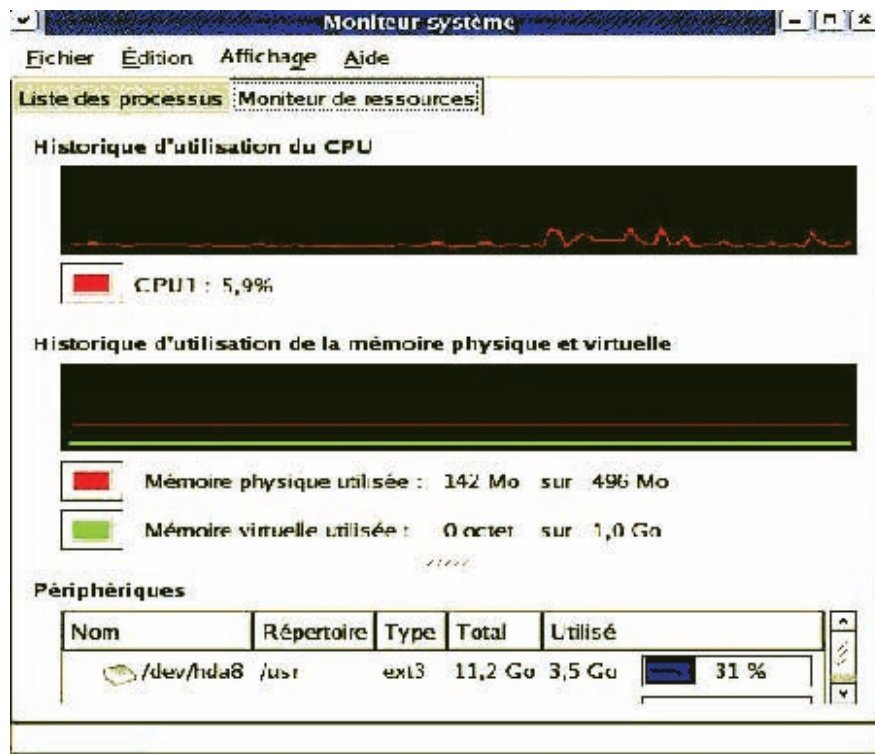 Moniteur système
Fichier Édition Affichage Aide
Liste des processus Moniteur de ressources
Historique d'utilisation du CPU
CPU1 : 5,9%
Historique d'utilisation de la mémoire physique et virtuelle
Mémoire physique utilisée : 142 Mo sur 496 Mo
Mémoire virtuelle utilisée : 0 octet sur 1,0 Go
Périphériques
Nom Répertoire Type Total Utilisé
/dev/hda8 /usr ext3 11,2 Go 3,5 Go 31 %